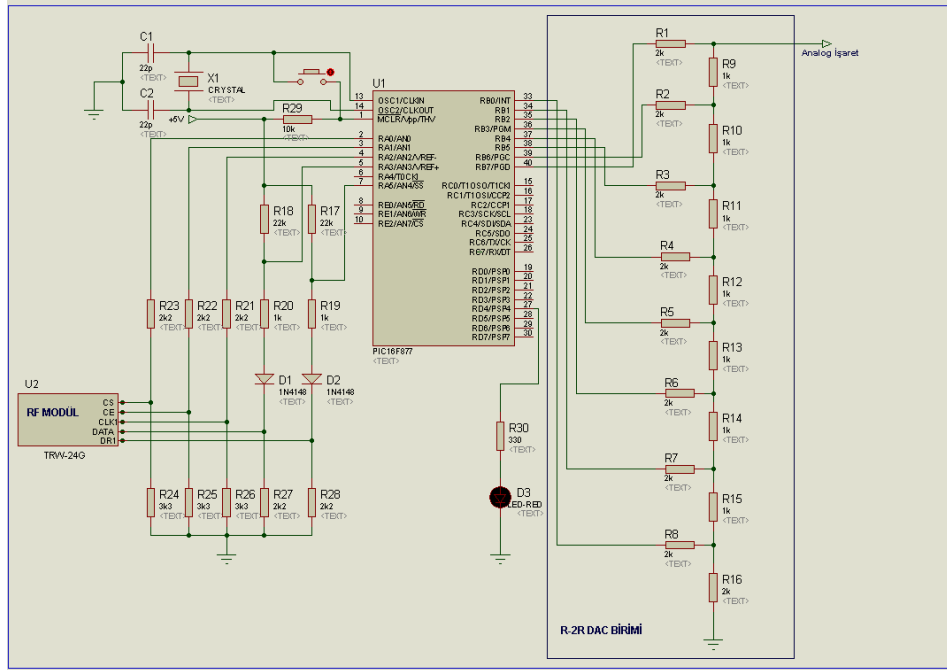 C1
22p
<TEXT>
X1
CRYSTAL
<TEXT>
C2
22p
<TEXT>
+5V
R29
10k
<TEXT>
U1
13 OSC1/CLKIN
14 OSC2/CLKOUT
1 MCLR/Vpp/THV
2 RA0/AN0
3 RA1/AN1
4 RA2/AN2/VREF-
5 RA3/AN3/VREF+
6 RA4/T0CKI
7 RA5/AN4/SS
8 RE0/AN5/RD
9 RE1/AN6/WR
10 RE2/AN7/CS
RB0/INT 33
RB1 34
RB2 35
RB3/PGM 36
RB4 37
RB5 38
RB6/PGC 39
RB7/PGD 40
RC0/T1OSO/T1CKI 15
RC1/T1OSI/CCP2 16
RC2/CCP1 17
RC3/SCK/SCL 18
RC4/SDI/SDA 23
RC5/SDO 24
RC6/TX/CK 25
RC7/RX/DT 26
RD0/PSP0 19
RD1/PSP1 20
RD2/PSP2 21
RD3/PSP3 22
RD4/PSP4 27
RD5/PSP5 28
RD6/PSP6 29
RD7/PSP7 30
PIC16F877
<TEXT>
R18
22k
<TEXT>
R17
22k
<TEXT>
R23
2k2
<TEXT>
R22
2k2
<TEXT>
R21
2k2
<TEXT>
R20
1k
<TEXT>
R19
1k
<TEXT>
D1
1N4148
<TEXT>
D2
1N4148
<TEXT>
U2
RF MODÜL
CS
CE
CLK1
DATA
DR1
TRW-24G
R24
3k3
<TEXT>
R25
3k3
<TEXT>
R26
3k3
<TEXT>
R27
2k2
<TEXT>
R28
2k2
<TEXT>
R30
330
<TEXT>
D3
LED-RED
<TEXT>
R1
2k
<TEXT>
Analog İşaret
R9
1k
<TEXT>
R2
2k
<TEXT>
R10
1k
<TEXT>
R3
2k
<TEXT>
R11
1k
<TEXT>
R4
2k
<TEXT>
R12
1k
<TEXT>
R5
2k
<TEXT>
R13
1k
<TEXT>
R6
2k
<TEXT>
R14
1k
<TEXT>
R7
2k
<TEXT>
R15
1k
<TEXT>
R8
2k
<TEXT>
R16
2k
<TEXT>
R-2R DAC BİRİMİ